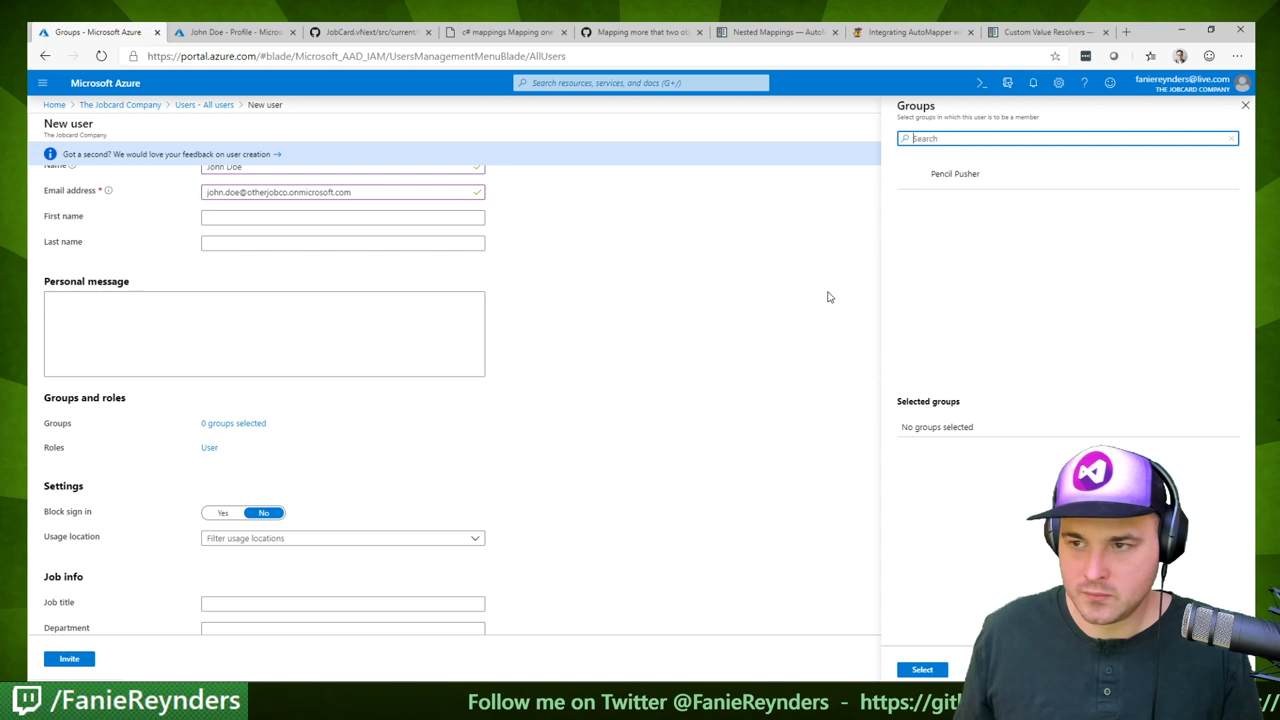 Groups - Microsoft Azure
John Doe - Profile - Microsoft Az
JobCard.vNext/src/current/
c# mappings Mapping one
Mapping more that two obj
Nested Mappings — AutoM
Integrating AutoMapper wi
Custom Value Resolvers —
https://portal.azure.com/#blade/Microsoft_AAD_IAM/UsersManagementMenuBlade/AllUsers
Microsoft Azure
Search resources, services, and docs (G+/)
faniereynders@live.com
THE JOBCARD COMPANY
Home > The Jobcard Company > Users - All users > New user
New user
The Jobcard Company
Got a second? We would love your feedback on user creation →
Name
John Doe
Email address *
john.doe@otherjobco.onmicrosoft.com
First name
Last name
Personal message
Groups and roles
Groups
0 groups selected
Roles
User
Settings
Block sign in
Yes
No
Usage location
Filter usage locations
Job info
Job title
Department
Invite
Groups
Select groups in which this user is to be a member
Search
Pencil Pusher
Selected groups
No groups selected
Select
/FanieReynders
Follow me on Twitter @FanieReynders - https://gitl